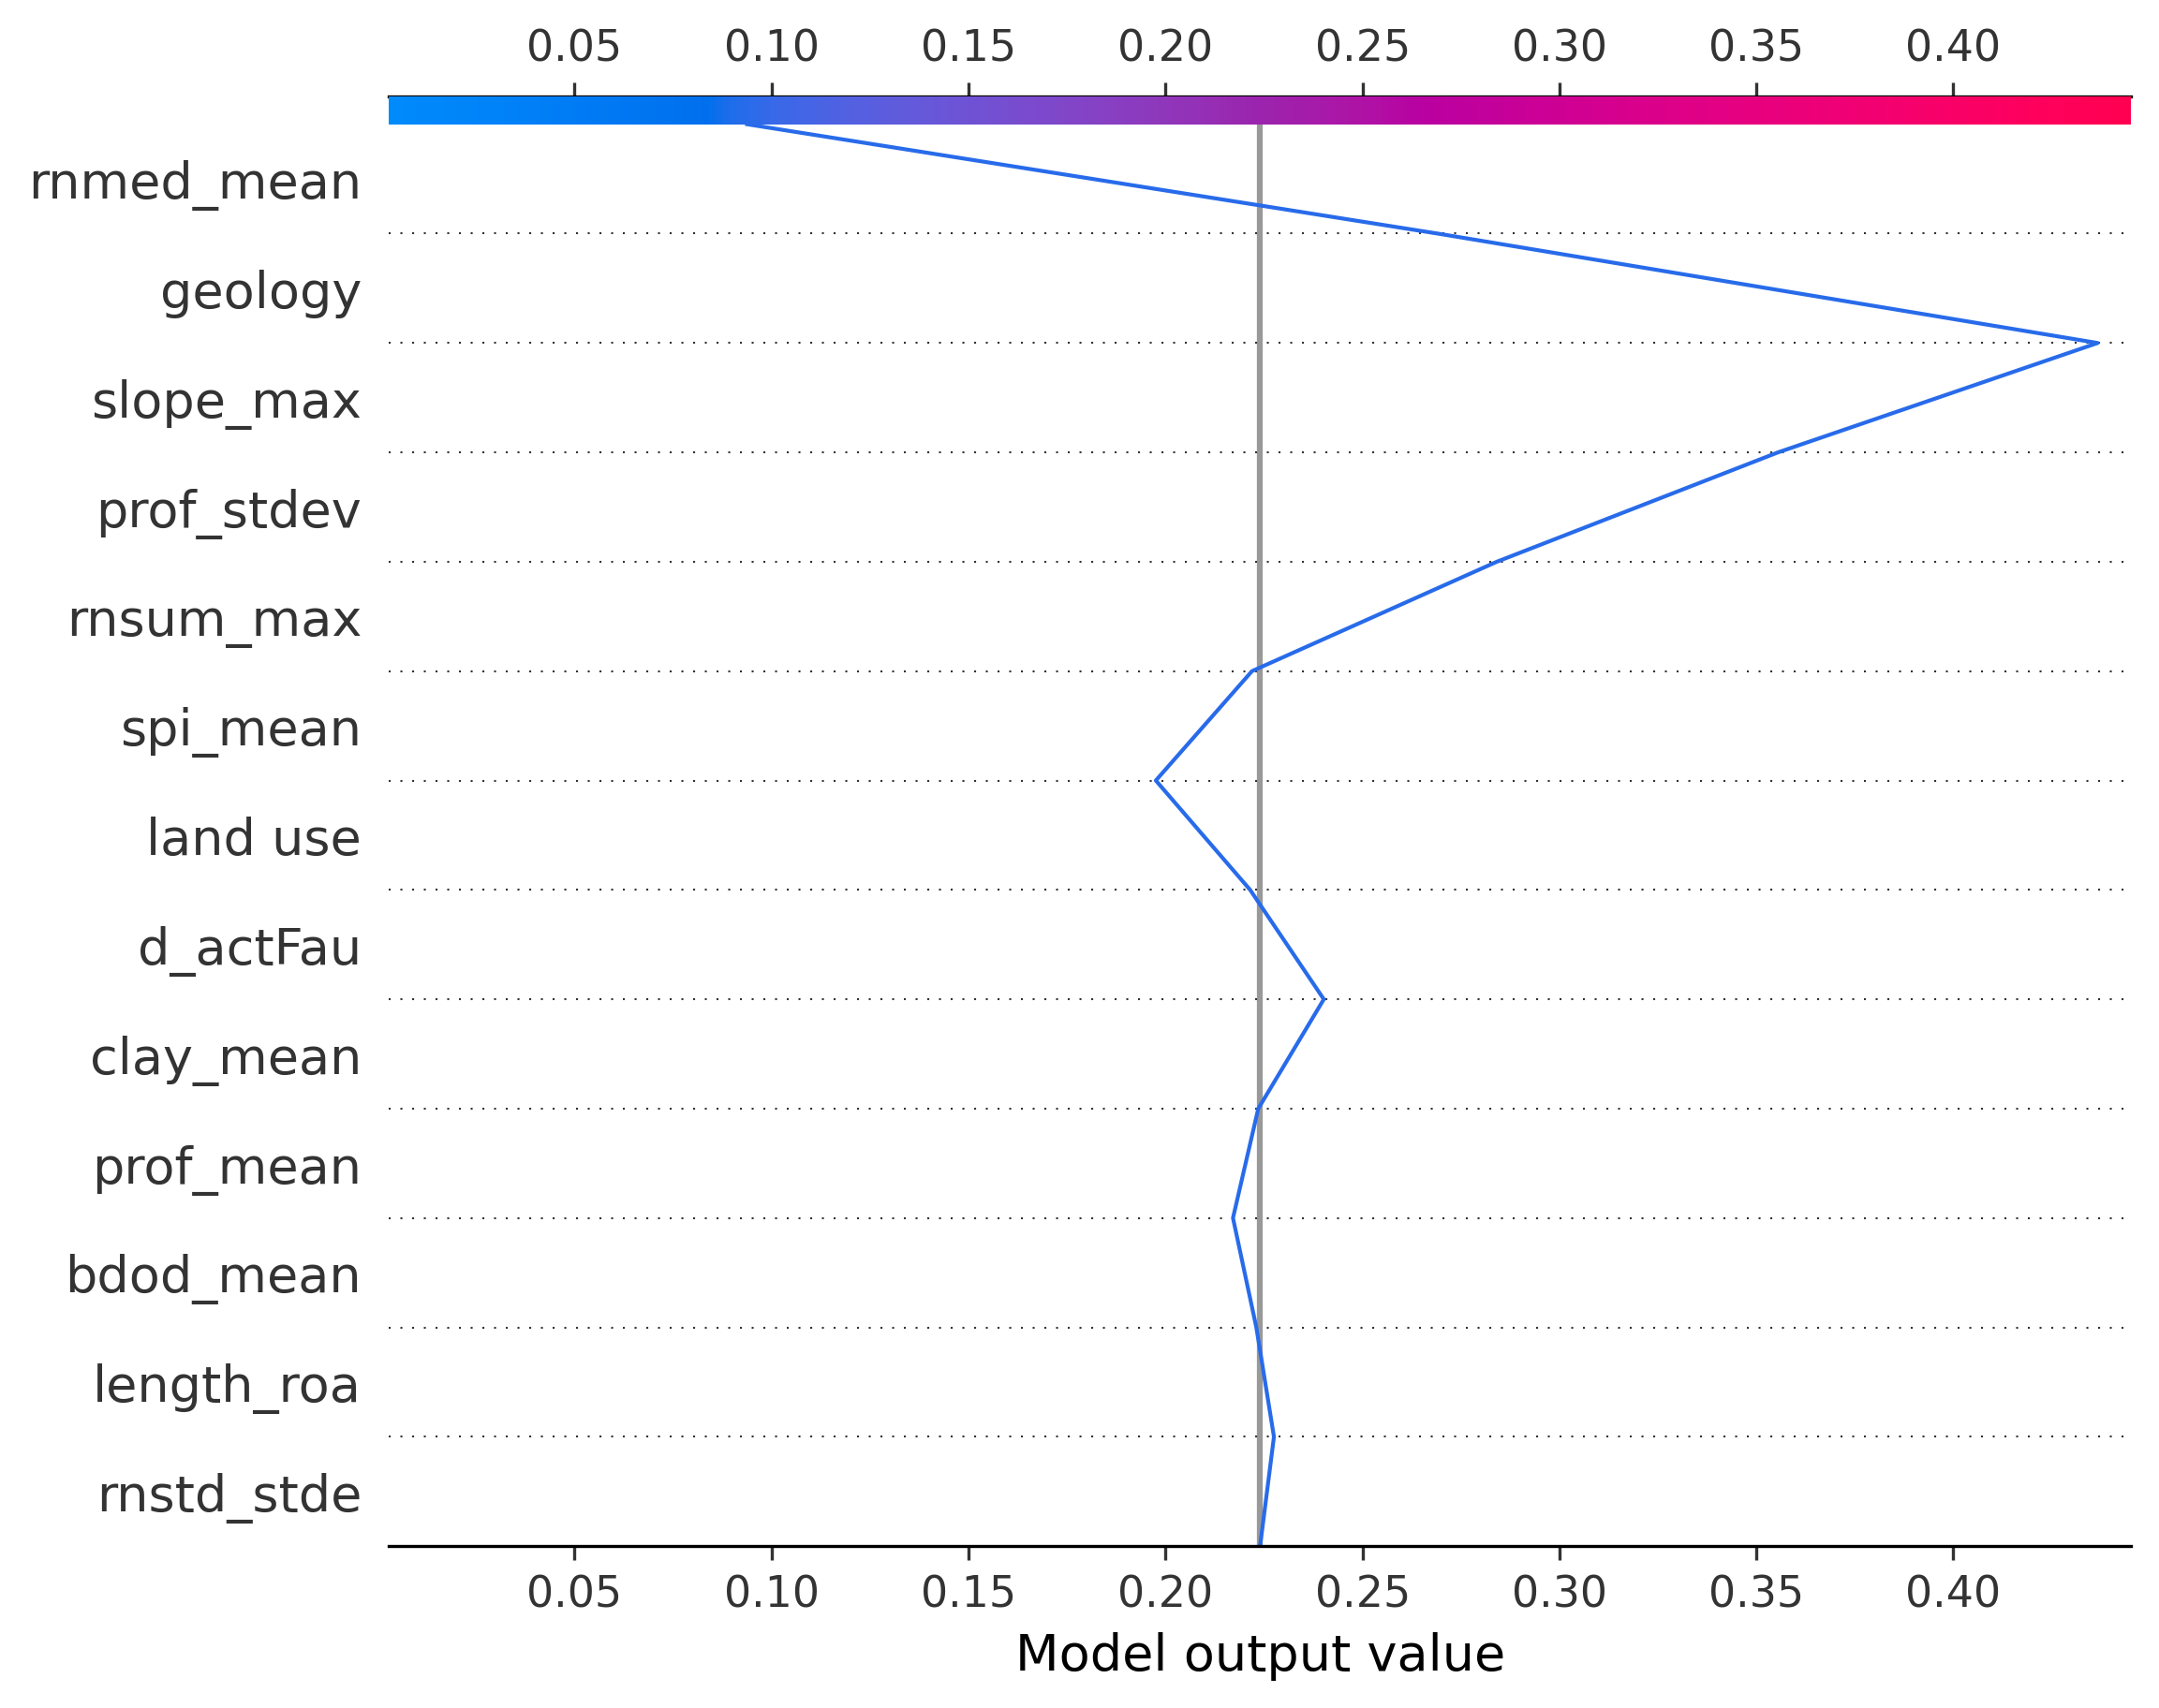 0.05 0.10 0.15 0.20 0.25 0.30 0.35 0.40
rnmed_mean
geology
slope_max
prof_stdev
rnsum_max
spi_mean
land use
d_actFau
clay_mean
prof_mean
bdod_mean
length_roa
rnstd_stde
0.05 0.10 0.15 0.20 0.25 0.30 0.35 0.40
Model output value